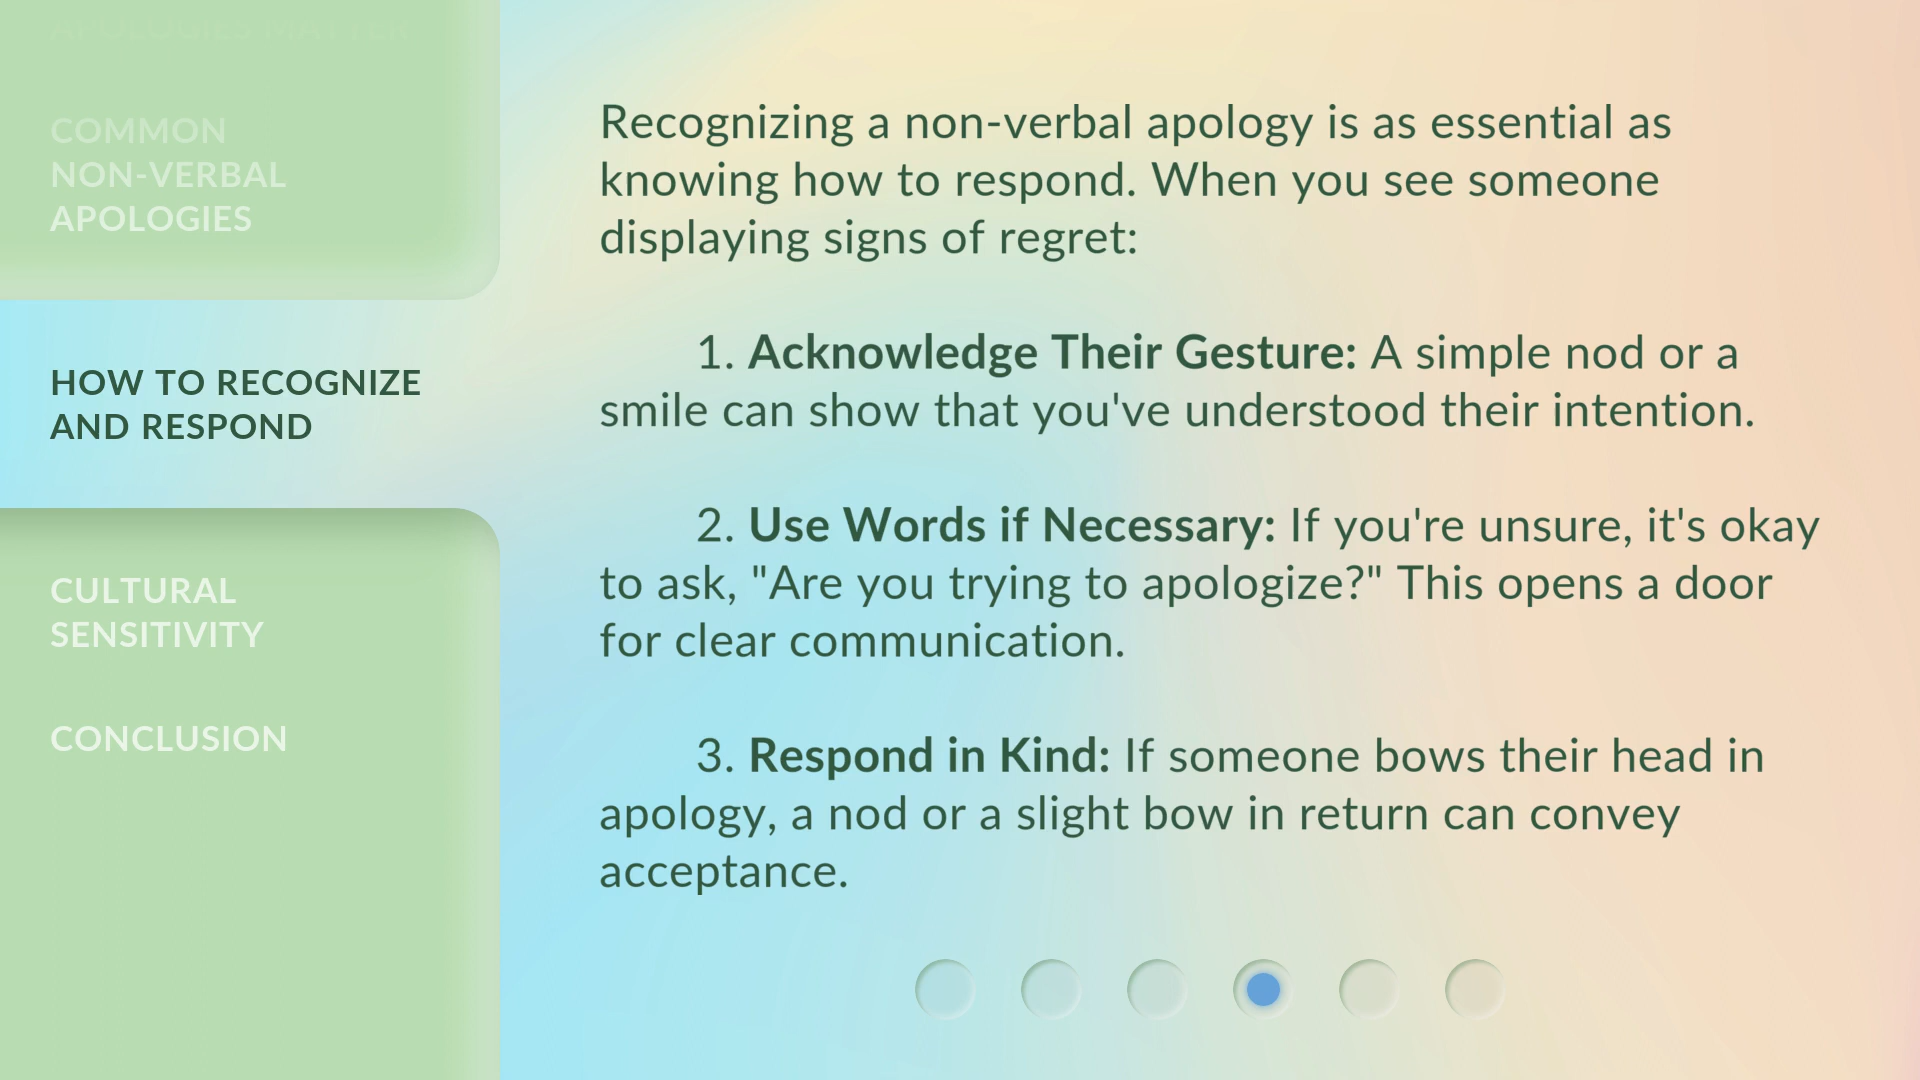 APOLOGIES MATTER
COMMON
NON-VERBAL
APOLOGIES
HOW TO RECOGNIZE
AND RESPOND
CULTURAL
SENSITIVITY
CONCLUSION
Recognizing a non-verbal apology is as essential as
knowing how to respond. When you see someone
displaying signs of regret:
1. Acknowledge Their Gesture: A simple nod or a
smile can show that you've understood their intention.
2. Use Words if Necessary: If you're unsure, it's okay
to ask, "Are you trying to apologize?" This opens a door
for clear communication.
3. Respond in Kind: If someone bows their head in
apology, a nod or a slight bow in return can convey
acceptance.